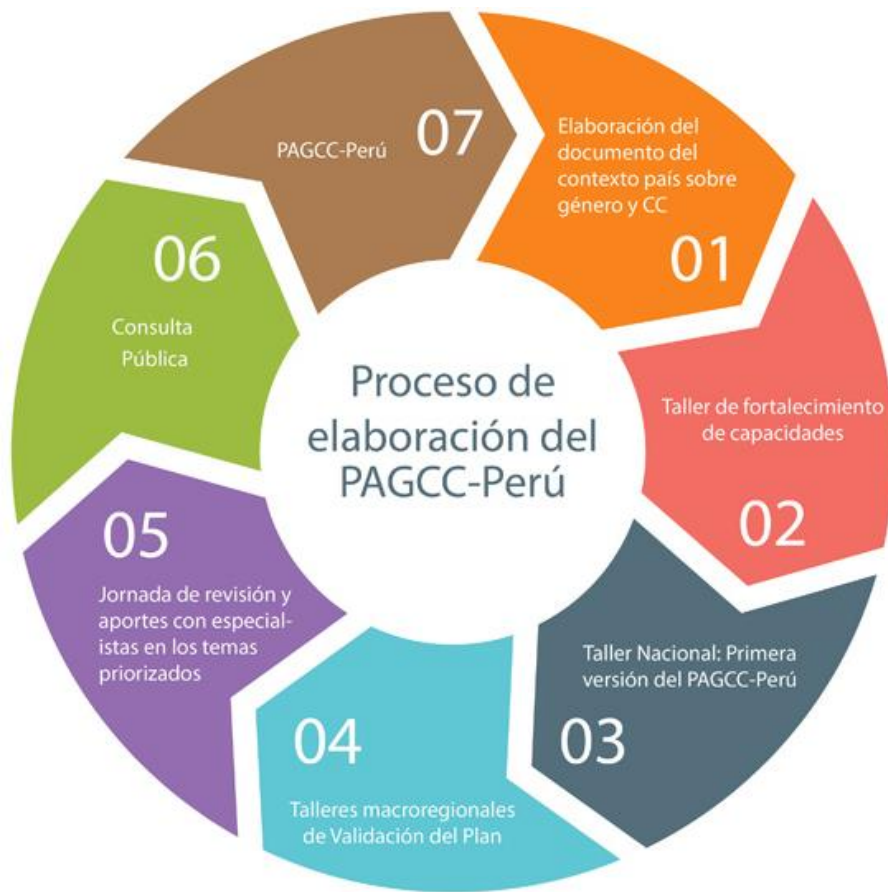 Proceso de
elaboración del
PAGCC-Perú
Elaboración del
documento del
contexto país sobre
género y CC
01
Taller de fortalecimiento
de capacidades
02
Taller Nacional: Primera
versión del PAGCC-Perú
03
04
Talleres macroregionales
de Validación del Plan
05
Jornada de revisión y
aportes con especial-
istas en los temas
priorizados
06
Consulta
Pública
07
PAGCC-Perú